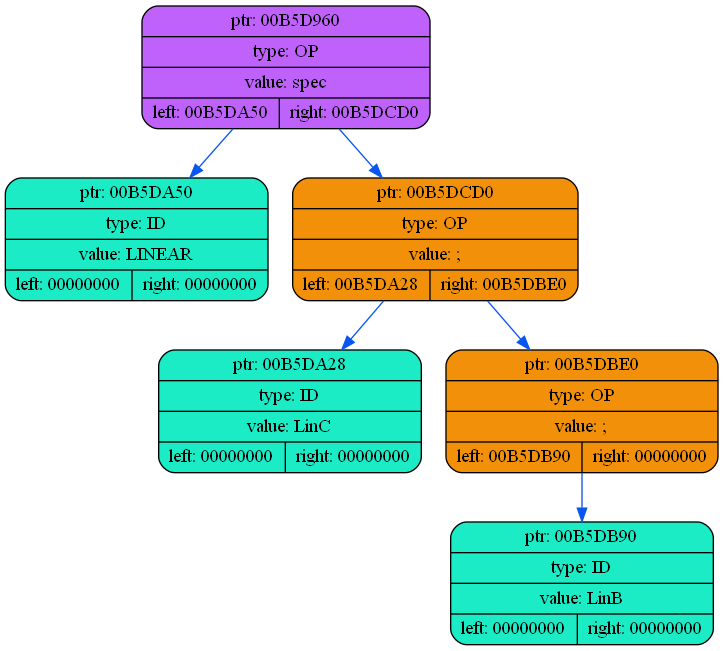 ptr: 00B5D960
type: OP
value: spec
left: 00B5DA50 right: 00B5DCD0
ptr: 00B5DA50
type: ID
value: LINEAR
left: 00000000 right: 00000000
ptr: 00B5DCD0
type: OP
value: ;
left: 00B5DA28 right: 00B5DBE0
ptr: 00B5DA28
type: ID
value: LinC
left: 00000000 right: 00000000
ptr: 00B5DBE0
type: OP
value: ;
left: 00B5DB90 right: 00000000
ptr: 00B5DB90
type: ID
value: LinB
left: 00000000 right: 00000000